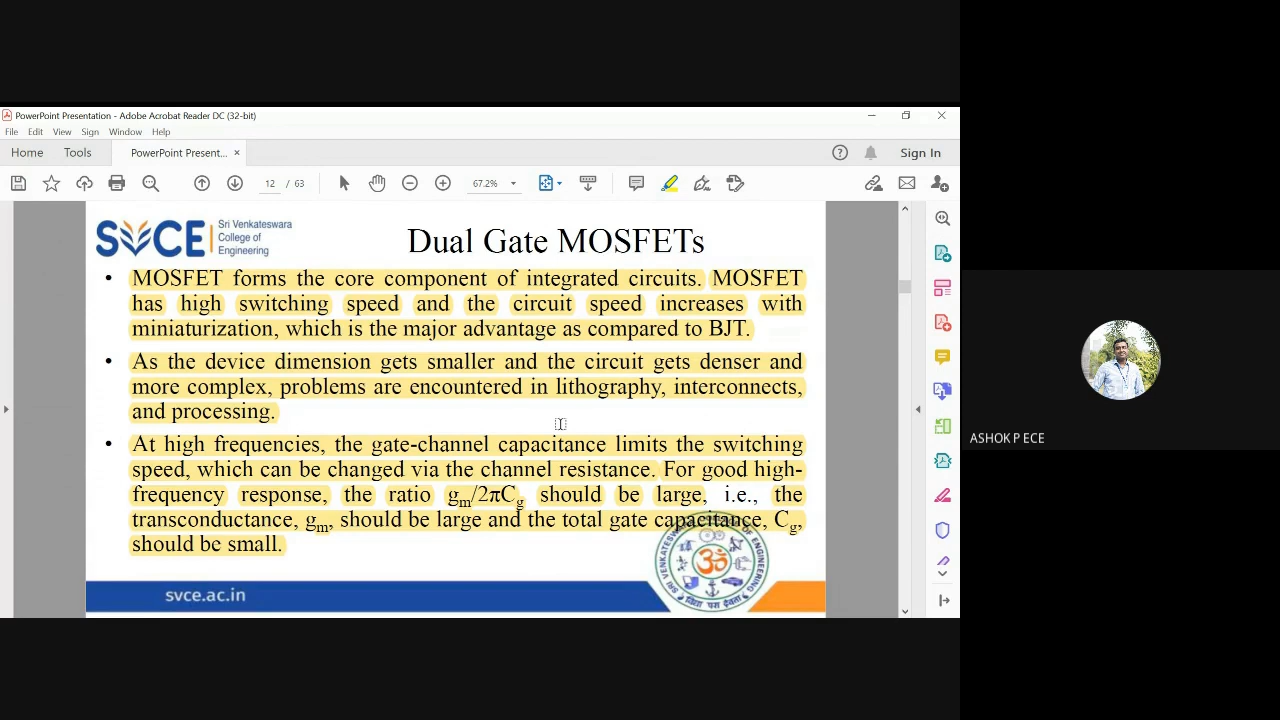 PowerPoint Presentation - Adobe Acrobat Reader DC (32-bit)
File Edit View Sign Window Help
Home Tools PowerPoint Present... × Sign In
12 / 63 67.2%
SVCE Sri Venkateswara
College of
Engineering
Dual Gate MOSFETs
• MOSFET forms the core component of integrated circuits. MOSFET
has high switching speed and the circuit speed increases with
miniaturization, which is the major advantage as compared to BJT.
• As the device dimension gets smaller and the circuit gets denser and
more complex, problems are encountered in lithography, interconnects,
and processing.
• At high frequencies, the gate-channel capacitance limits the switching
speed, which can be changed via the channel resistance. For good high-
frequency response, the ratio gm/2πCg should be large, i.e., the
transconductance, gm, should be large and the total gate capacitance, Cg,
should be small.
SRI VENKATESWARA COLLEGE OF ENGINEERING
ॐ
svce.ac.in
ASHOK P ECE